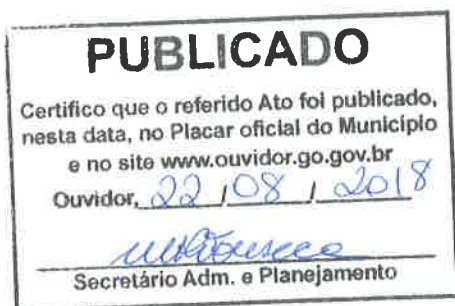 PUBLICADO
Certifico que o referido Ato foi publicado,
nesta data, no Placar oficial do Município
e no site www.ouvidor.go.gov.br
Ouvidor, 22 / 08 / 2018
Secretário Adm. e Planejamento